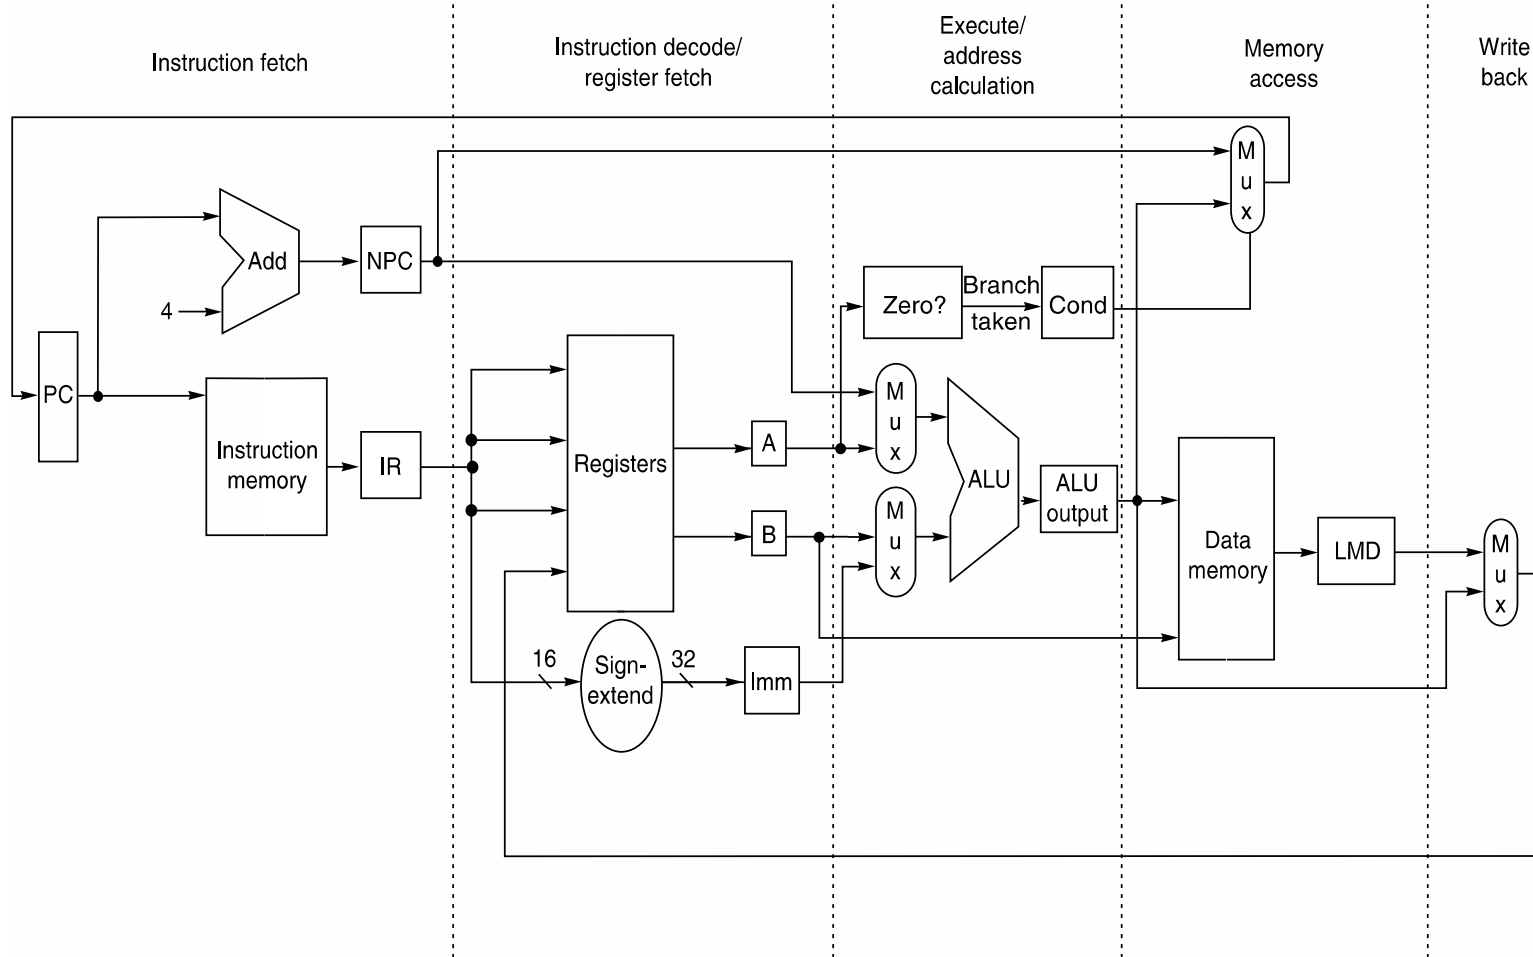 Instruction fetch
Instruction decode/
register fetch
Execute/
address
calculation
Memory
access
Write
back
M
u
x
Add
NPC
4
Zero?
Branch
taken
Cond
PC
Instruction
memory
IR
Registers
A
B
M
u
x
M
u
x
ALU
ALU
output
Data
memory
LMD
M
u
x
16
Sign-
extend
32
Imm